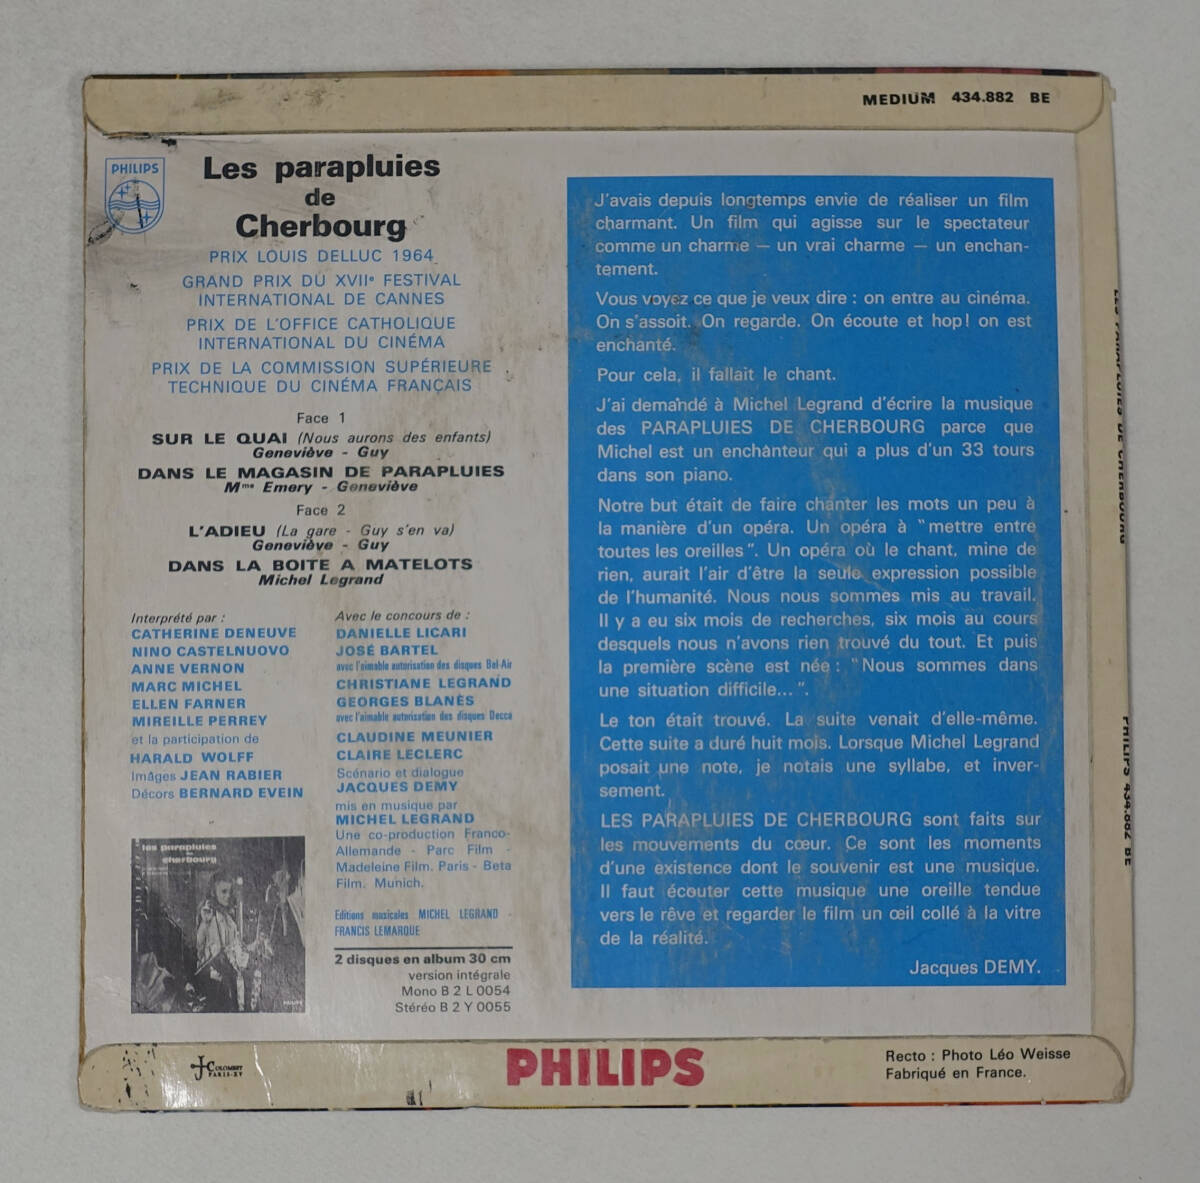 MEDIUM 434.882 BE
PHILIPS
Les parapluies
de
Cherbourg
PRIX LOUIS DELLUC 1964
GRAND PRIX DU XVIIe FESTIVAL
INTERNATIONAL DE CANNES
PRIX DE L'OFFICE CATHOLIQUE
INTERNATIONAL DU CINÉMA
PRIX DE LA COMMISSION SUPÉRIEURE
TECHNIQUE DU CINÉMA FRANÇAIS
Face 1
SUR LE QUAI (Nous aurons des enfants)
Geneviève - Guy
DANS LE MAGASIN DE PARAPLUIES
Mme Emery - Geneviève
Face 2
L'ADIEU (La gare - Guy s'en va)
Geneviève - Guy
DANS LA BOITE A MATELOTS
Michel Legrand
Interprété par :
CATHERINE DENEUVE
NINO CASTELNUOVO
ANNE VERNON
MARC MICHEL
ELLEN FARNER
MIREILLE PERREY
et la participation de
HARALD WOLFF
Images JEAN RABIER
Décors BERNARD EVEIN
les parapluies
de
cherbourg
PHILIPS
Avec le concours de :
DANIELLE LICARI
JOSÉ BARTEL
avec l'aimable autorisation des disques Bel-Air
CHRISTIANE LEGRAND
GEORGES BLANÈS
avec l'aimable autorisation des disques Decca
CLAUDINE MEUNIER
CLAIRE LECLERC
Scénario et dialogue
JACQUES DEMY
mis en musique par
MICHEL LEGRAND
Une co-production Franco-
Allemande - Parc Film -
Madeleine Film. Paris - Beta
Film. Munich.
Editions musicales MICHEL LEGRAND -
FRANCIS LEMARQUE
2 disques en album 30 cm
version intégrale
Mono B 2 L 0054
Stéréo B 2 Y 0055
J'avais depuis longtemps envie de réaliser un film
charmant. Un film qui agisse sur le spectateur
comme un charme — un vrai charme — un enchan-
tement.
Vous voyez ce que je veux dire : on entre au cinéma.
On s'assoit. On regarde. On écoute et hop! on est
enchanté.
Pour cela, il fallait le chant.
J'ai demandé à Michel Legrand d'écrire la musique
des PARAPLUIES DE CHERBOURG parce que
Michel est un enchanteur qui a plus d'un 33 tours
dans son piano.
Notre but était de faire chanter les mots un peu à
la manière d'un opéra. Un opéra à "mettre entre
toutes les oreilles". Un opéra où le chant, mine de
rien, aurait l'air d'être la seule expression possible
de l'humanité. Nous nous sommes mis au travail.
Il y a eu six mois de recherches, six mois au cours
desquels nous n'avons rien trouvé du tout. Et puis
la première scène est née : "Nous sommes dans
une situation difficile...".
Le ton était trouvé. La suite venait d'elle-même.
Cette suite a duré huit mois. Lorsque Michel Legrand
posait une note, je notais une syllabe, et inver-
sement.
LES PARAPLUIES DE CHERBOURG sont faits sur
les mouvements du cœur. Ce sont les moments
d'une existence dont le souvenir est une musique.
Il faut écouter cette musique une oreille tendue
vers le rêve et regarder le film un œil collé à la vitre
de la réalité.
Jacques DEMY.
LES PARAPLUIES DE CHERBOURG
PHILIPS 434.882 BE
J COLOMBET
PARIS-XV
PHILIPS
Recto : Photo Léo Weisse
Fabriqué en France.